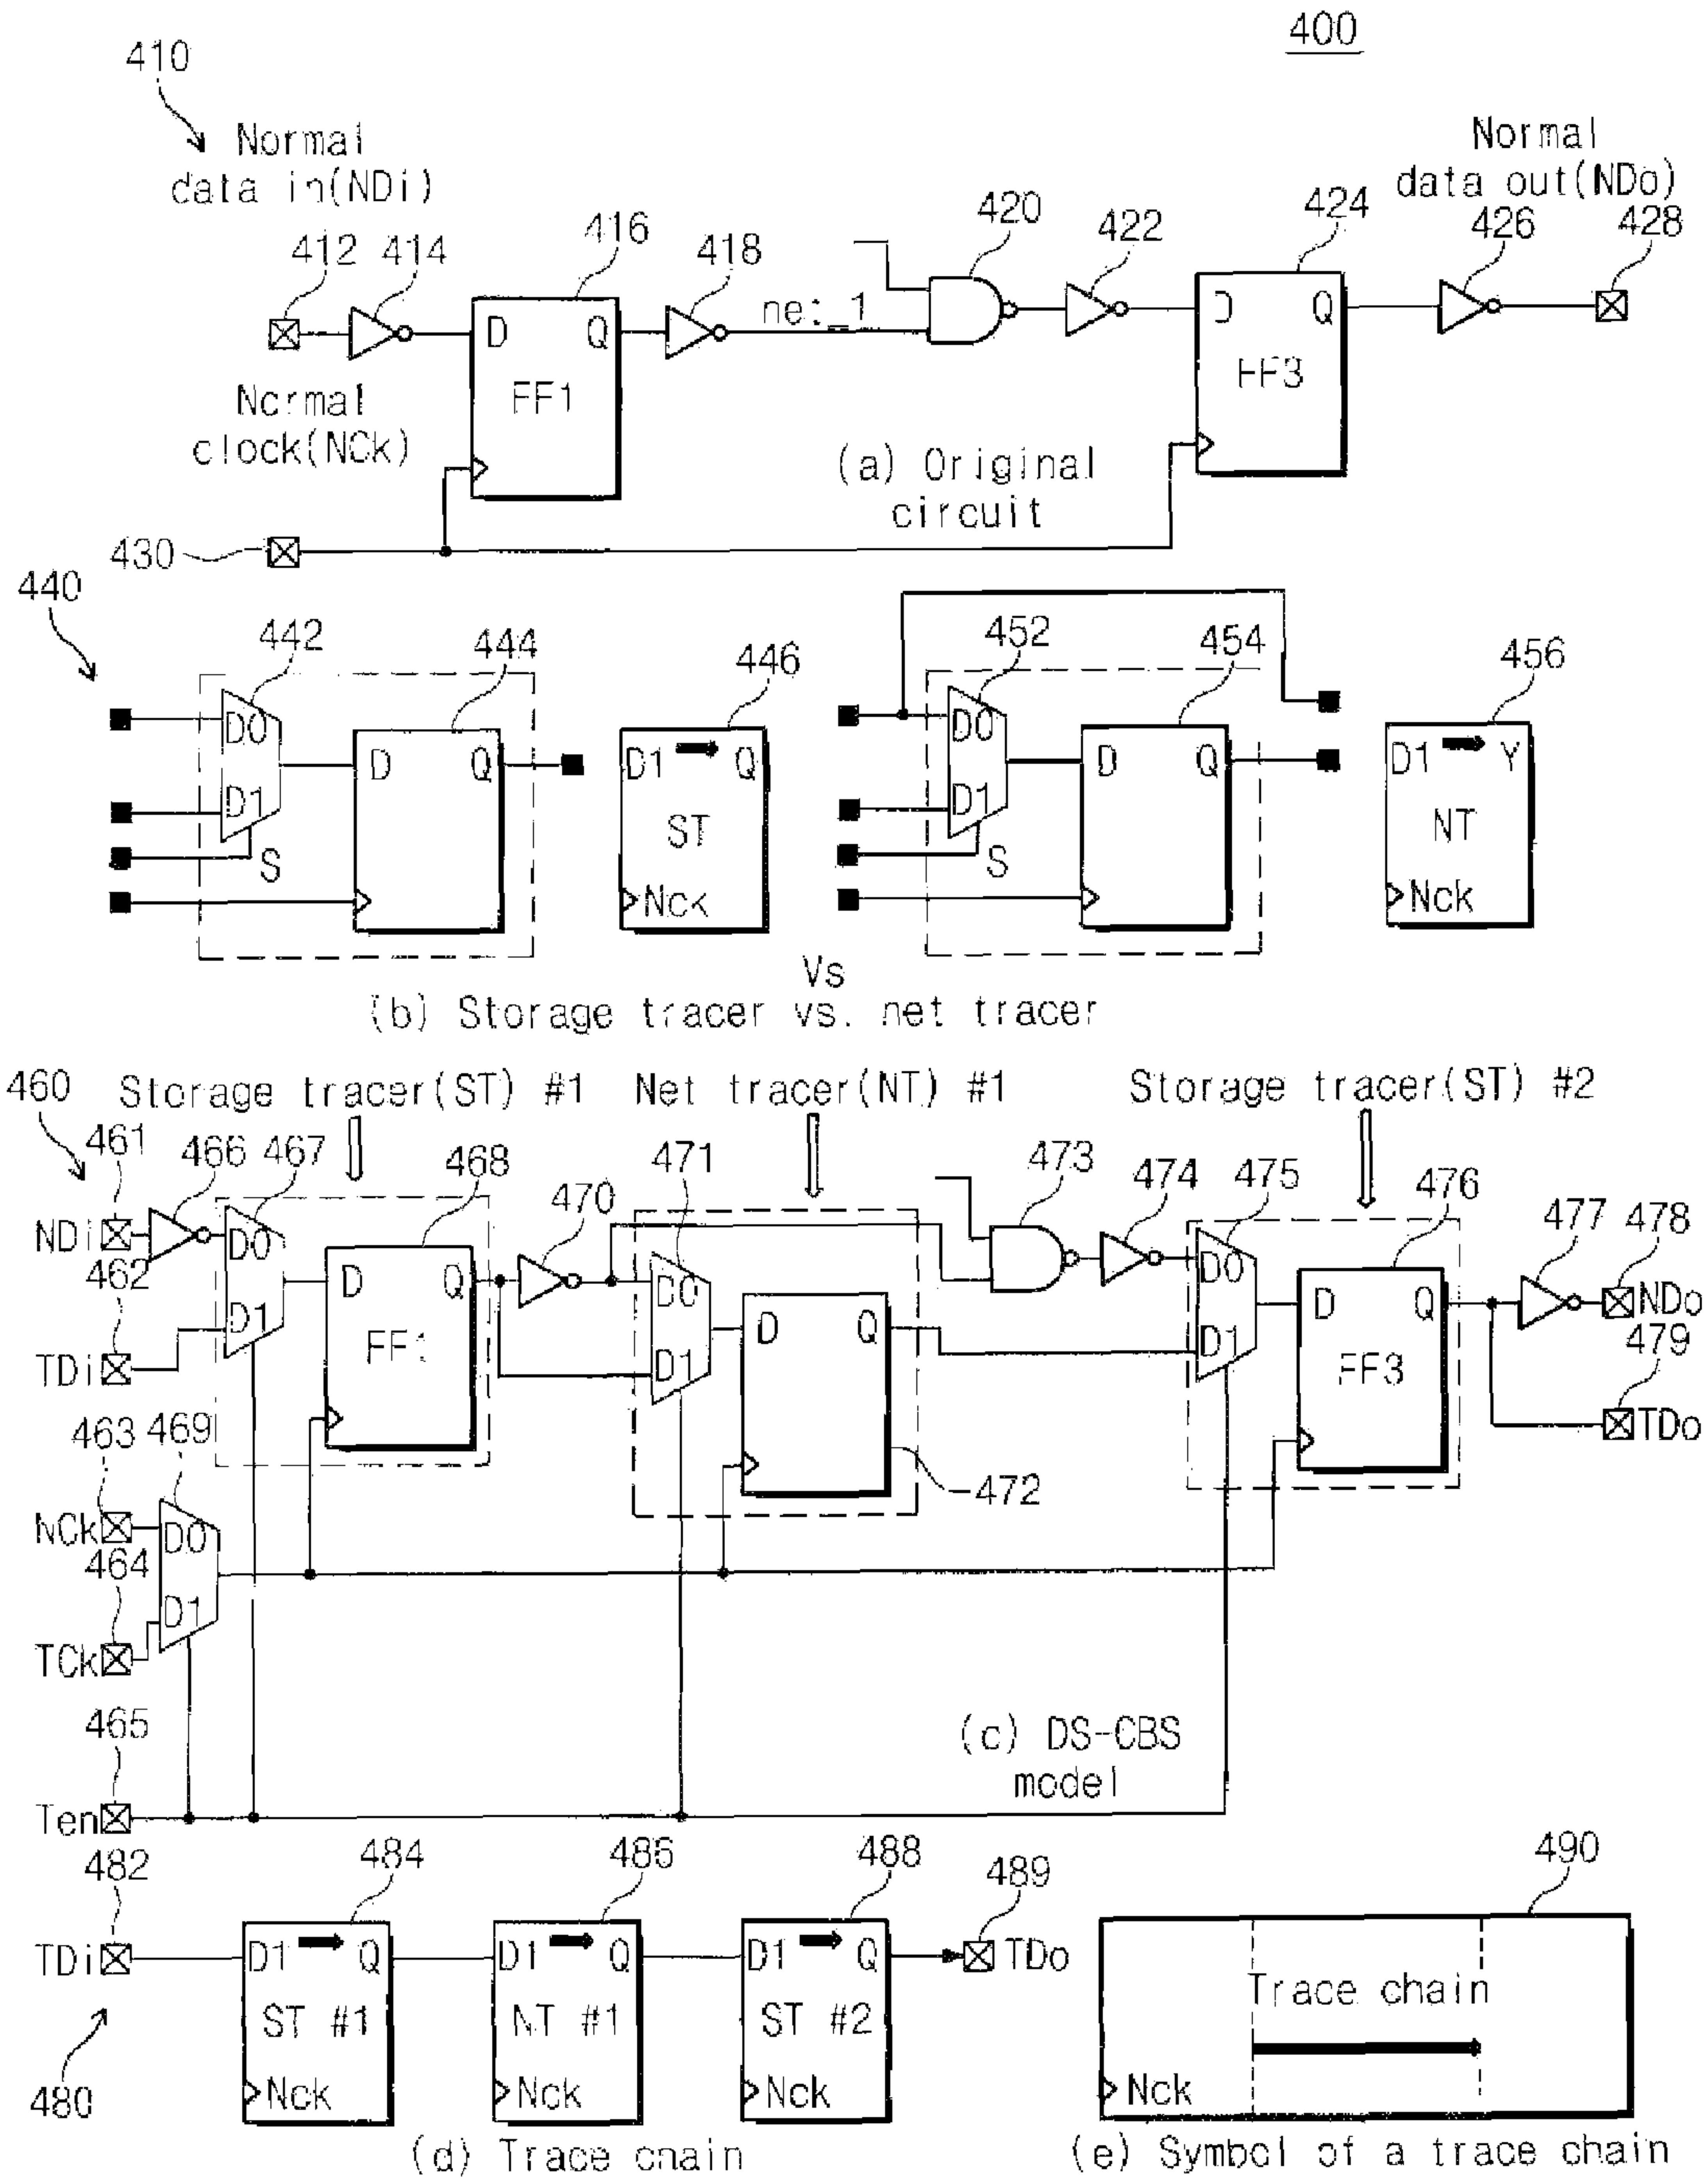 400
410
Normal
data in(NDi)
Normal
data out(NDo)
412
414
416
418
420
422
424
426
428
D
Q
FF1
net_1
D
Q
FF3
Normal
clock(NCk)
(a) Original
circuit
430
440
442
444
446
452
454
456
D0
D1
S
D
Q
D1
Q
ST
Nck
D0
D1
S
D
Q
D1
Y
NT
Nck
Vs
(b) Storage tracer vs. net tracer
460
Storage tracer(ST) #1
Net tracer(NT) #1
Storage tracer(ST) #2
461
466
467
468
470
471
473
474
475
476
477
478
NDi
462
D0
D1
D
Q
FF1
D0
D1
D
Q
472
D0
D1
D
Q
FF3
NDo
479
TDi
TDo
463
469
NCk
464
D0
D1
TCk
465
Ten
(c) DS-CBS
model
482
484
486
488
489
490
TDi
D1
Q
ST #1
Nck
D1
Q
NT #1
Nck
D1
Q
ST #2
Nck
TDo
Trace chain
Nck
480
(d) Trace chain
(e) Symbol of a trace chain